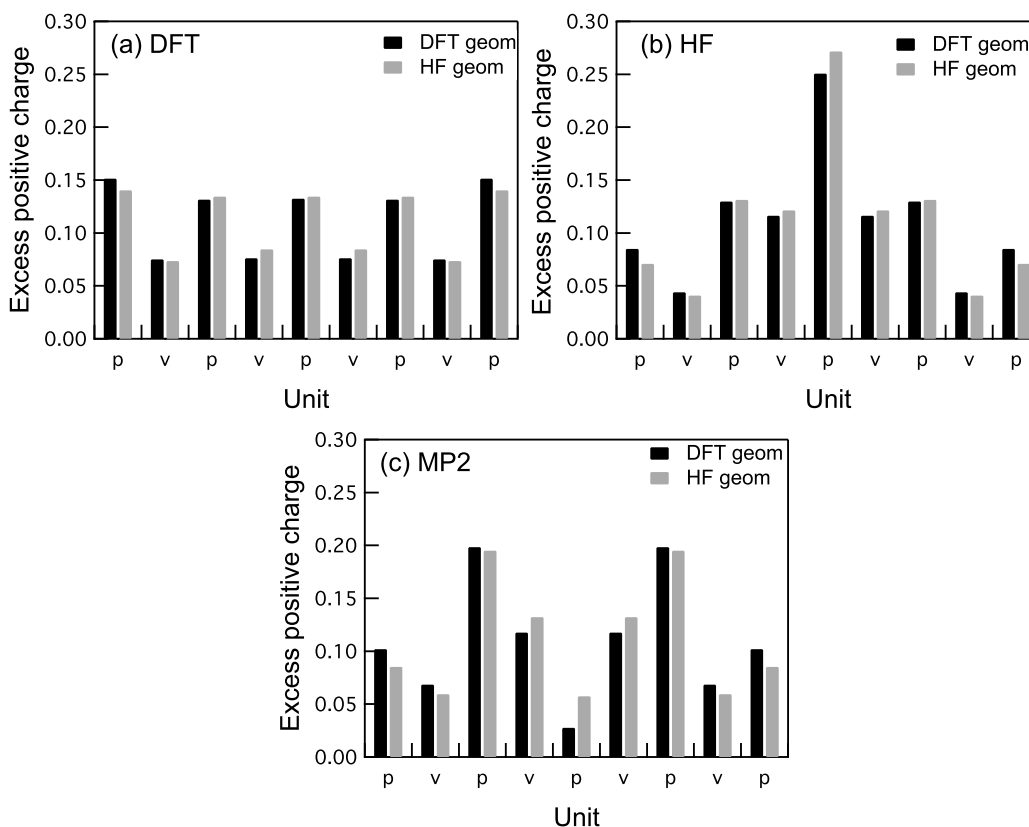 (a) DFT
DFT geom
HF geom
Excess positive charge
0.30
0.25
0.20
0.15
0.10
0.05
0.00
p v p v p v p v p
Unit
(b) HF
DFT geom
HF geom
Excess positive charge
0.30
0.25
0.20
0.15
0.10
0.05
0.00
p v p v p v p v p
Unit
(c) MP2
DFT geom
HF geom
Excess positive charge
0.30
0.25
0.20
0.15
0.10
0.05
0.00
p v p v p v p v p
Unit